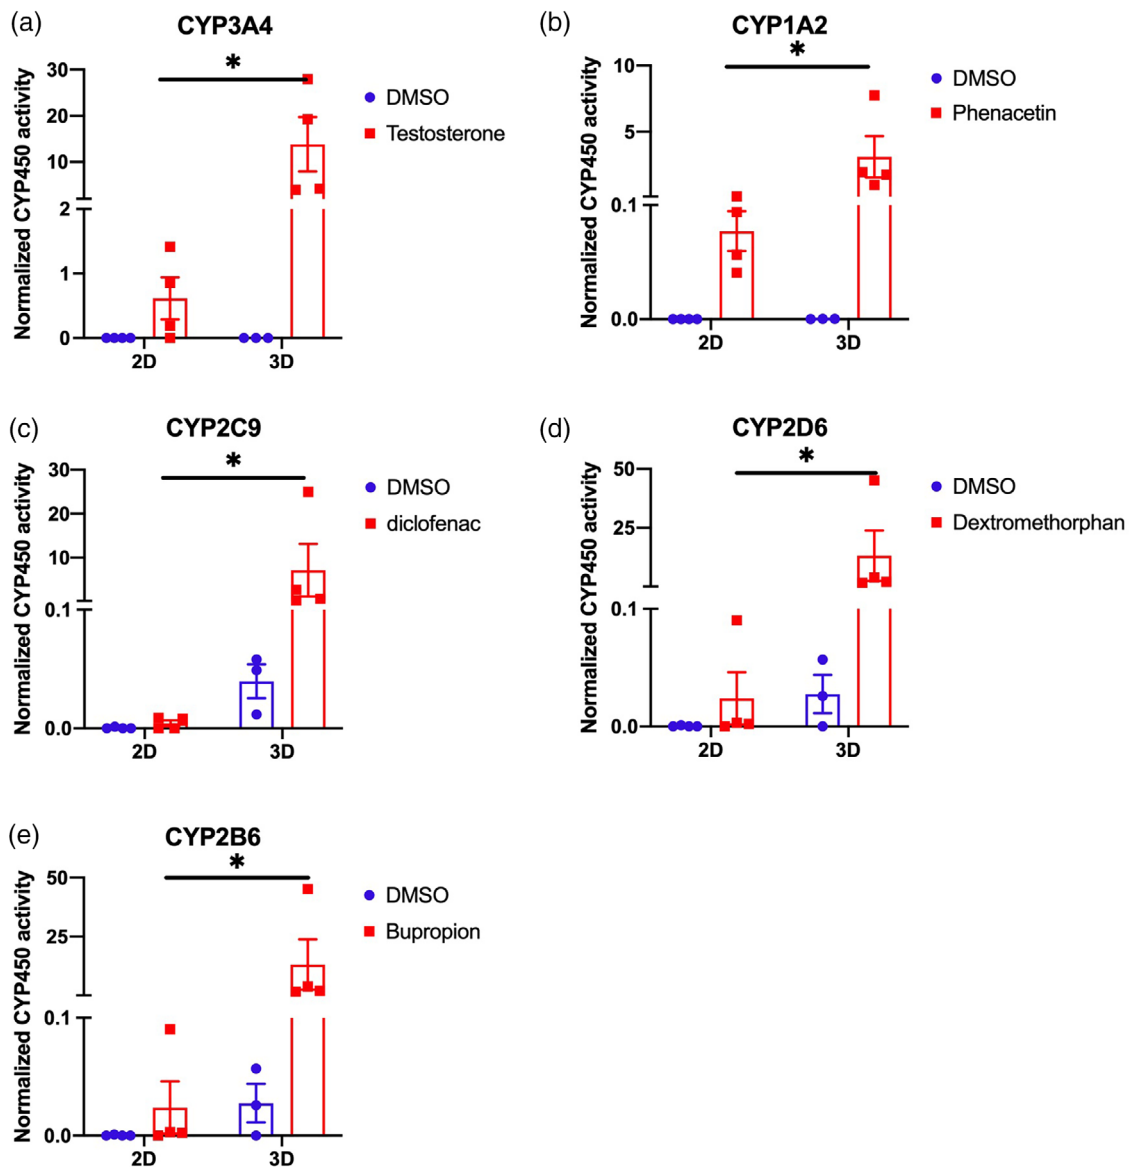 (a)
CYP3A4
*
Normalized CYP450 activity
30
20
10
2
1
0
2D
3D
DMSO
Testosterone
(b)
CYP1A2
*
Normalized CYP450 activity
10
5
0.1
0.0
2D
3D
DMSO
Phenacetin
(c)
CYP2C9
*
Normalized CYP450 activity
30
20
10
0.1
0.0
2D
3D
DMSO
diclofenac
(d)
CYP2D6
*
Normalized CYP450 activity
50
25
0.1
0.0
2D
3D
DMSO
Dextromethorphan
(e)
CYP2B6
*
Normalized CYP450 activity
50
25
0.1
0.0
2D
3D
DMSO
Bupropion